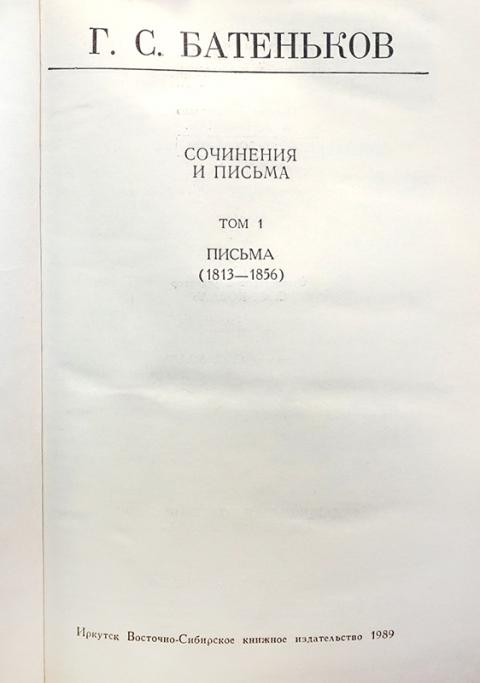 Г. С. БАТЕНЬКОВ
СОЧИНЕНИЯ
И ПИСЬМА
ТОМ 1
ПИСЬМА
(1813—1856)
Иркутск Восточно-Сибирское книжное издательство 1989